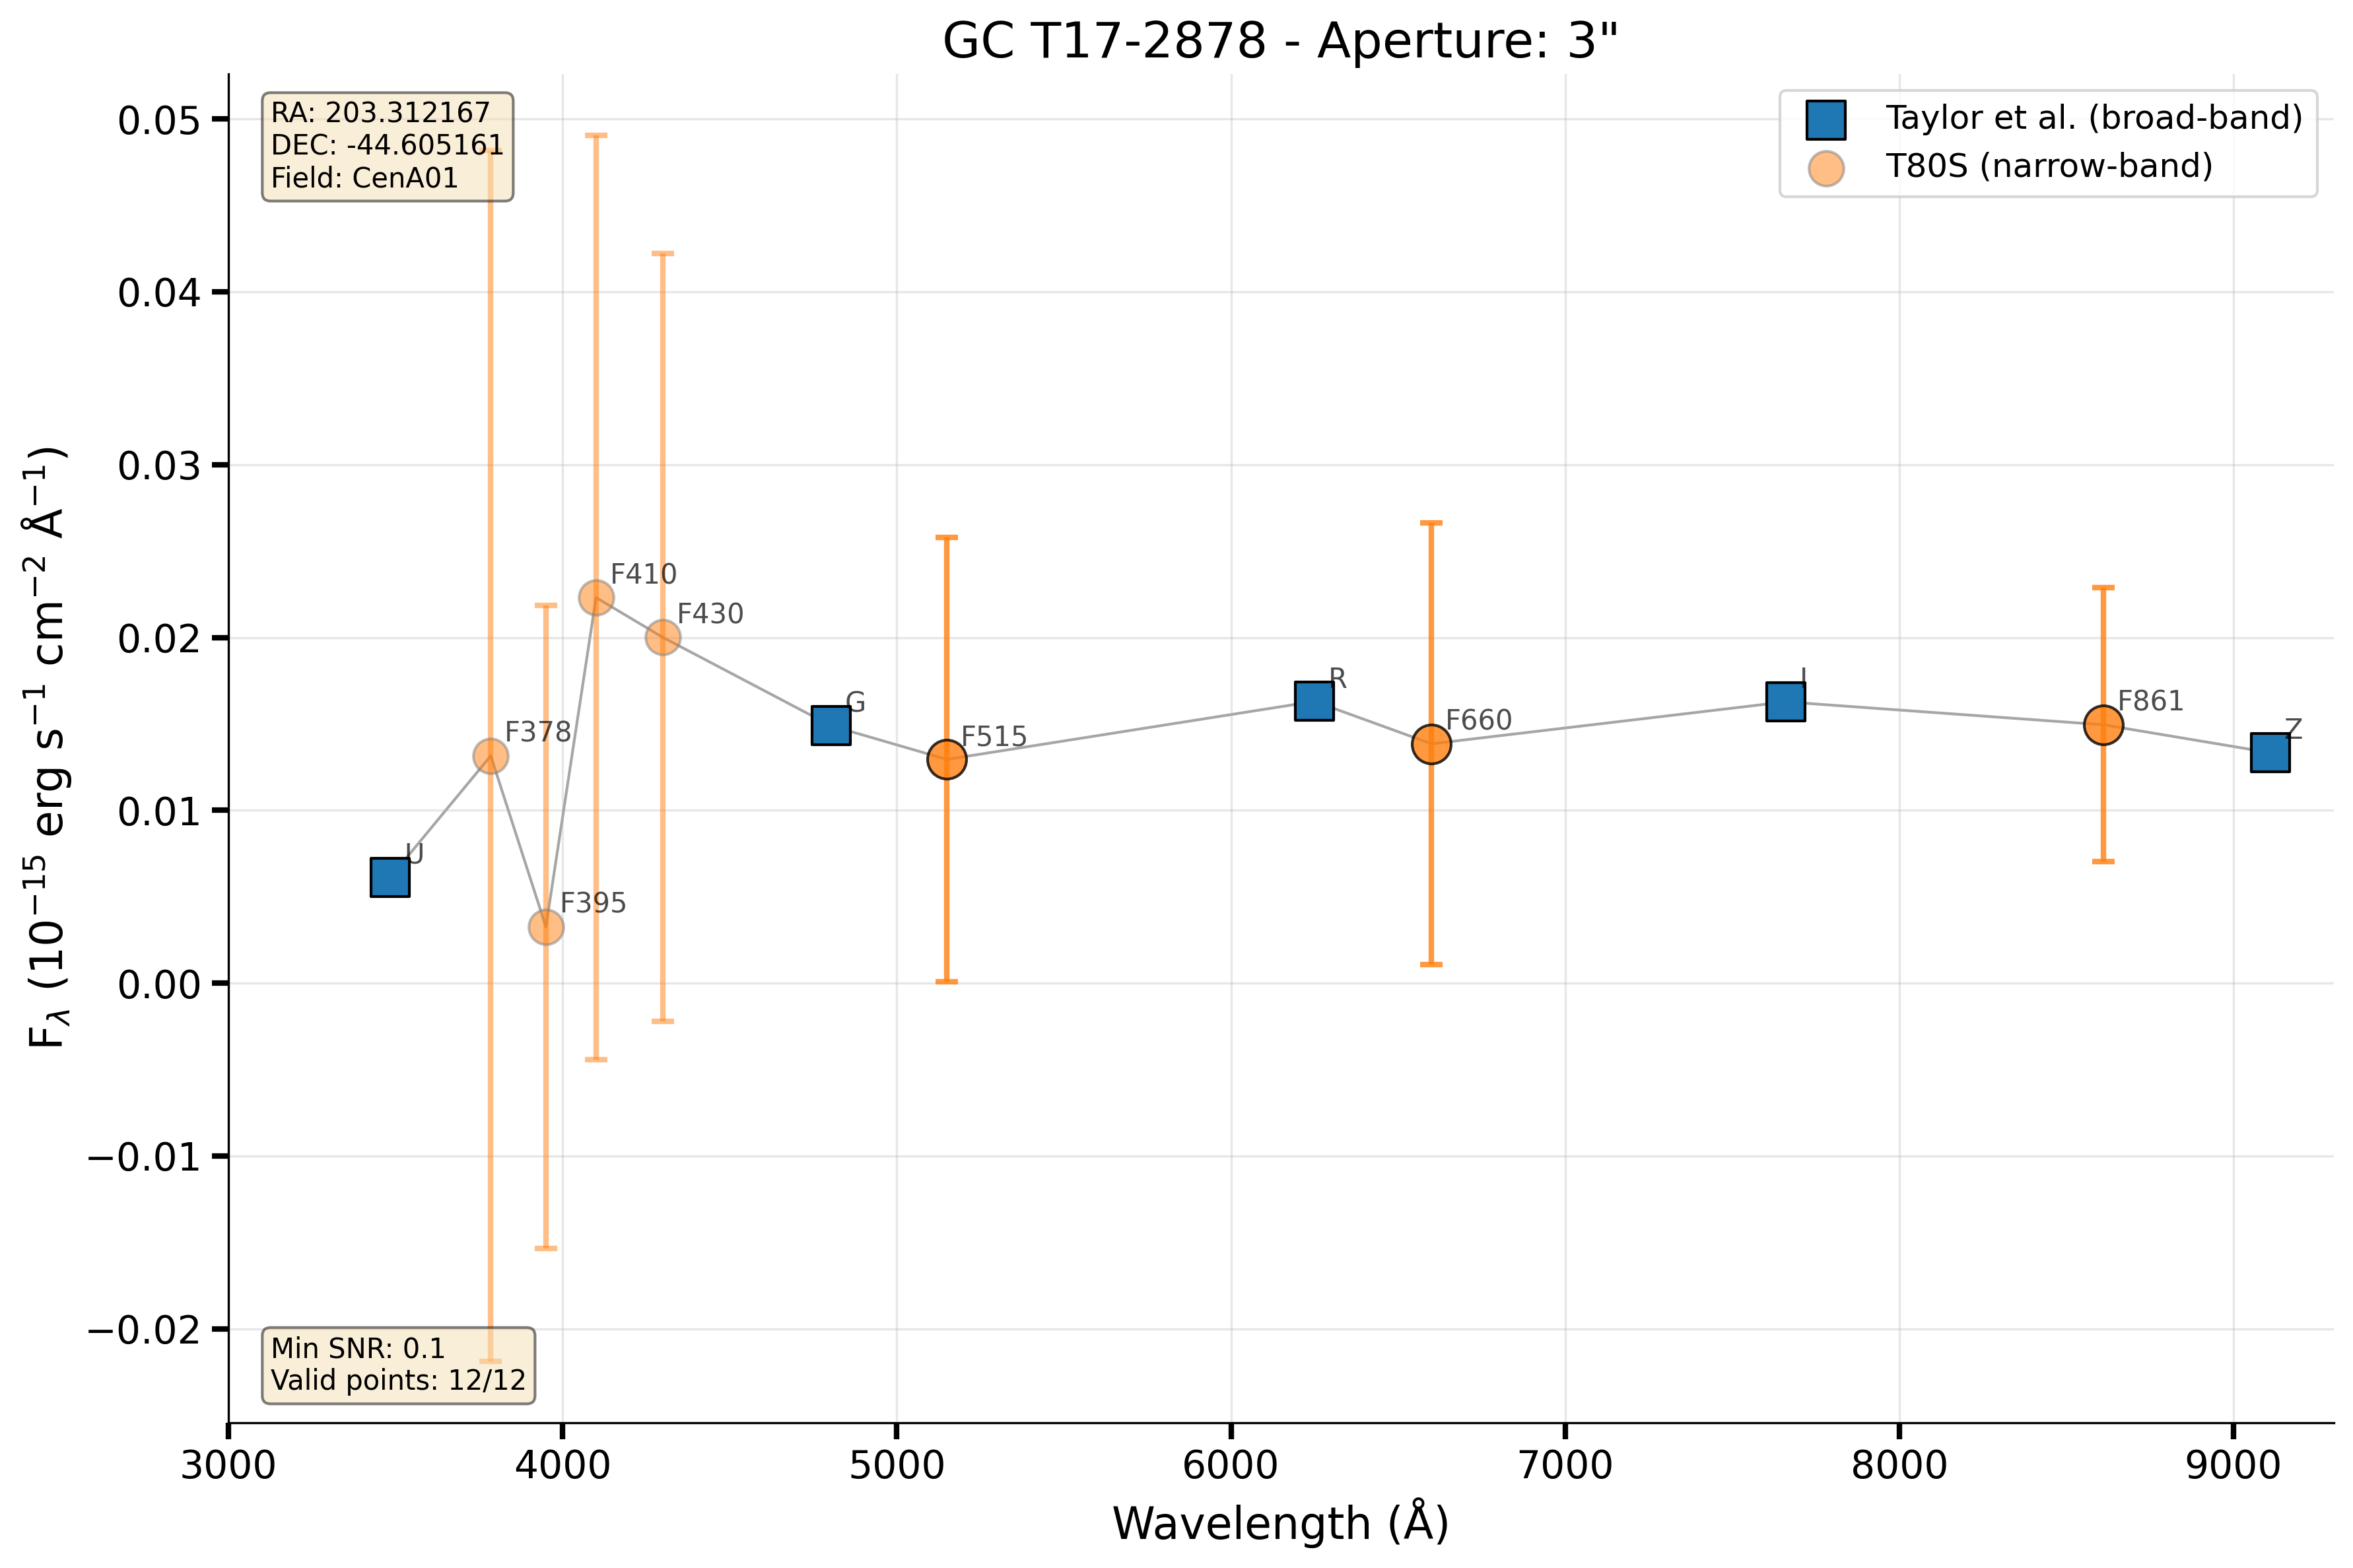 GC T17-2878 - Aperture: 3"
RA: 203.312167
DEC: -44.605161
Field: CenA01
Taylor et al. (broad-band)
T80S (narrow-band)
0.05
0.04
0.03
0.02
0.01
0.00
−0.01
−0.02
F_λ (10⁻¹⁵ erg s⁻¹ cm⁻² Å⁻¹)
U
F378
F395
F410
F430
G
F515
R
F660
I
F861
Z
Min SNR: 0.1
Valid points: 12/12
3000 4000 5000 6000 7000 8000 9000
Wavelength (Å)